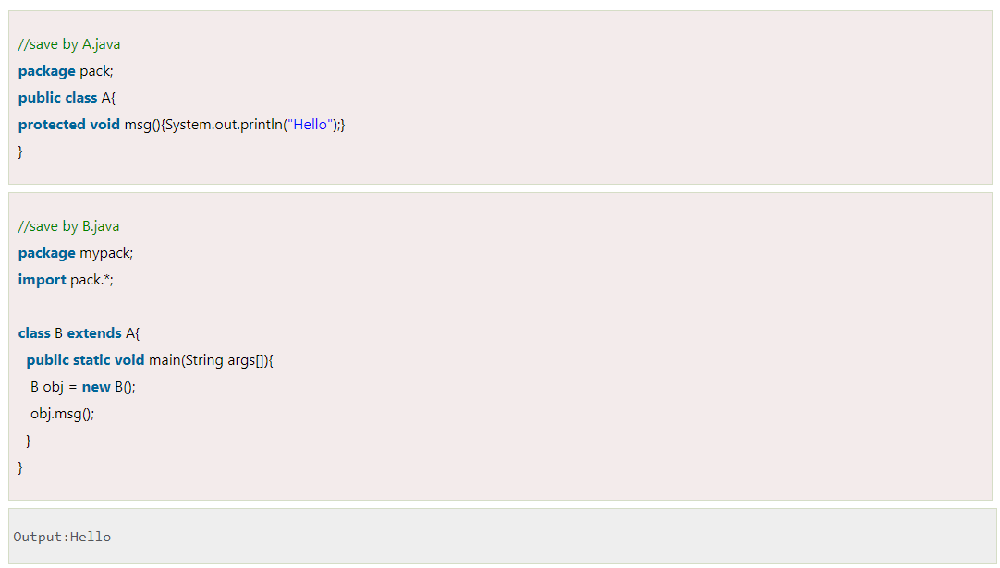 //save by A.java
package pack;
public class A{
protected void msg(){System.out.println("Hello");}
}
//save by B.java
package mypack;
import pack.*;
class B extends A{
public static void main(String args[]){
B obj = new B();
obj.msg();
}
}
Output:Hello